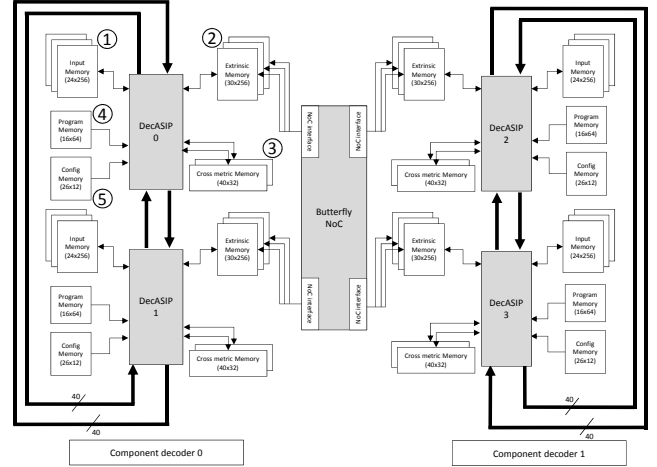 1
Input
Memory
(24x256)
2
Extrinsic
Memory
(30x256)
4
Program
Memory
(16x64)
DecASIP
0
3
Config
Memory
(26x12)
Cross metric Memory
(40x32)
5
Input
Memory
(24x256)
Extrinsic
Memory
(30x256)
Program
Memory
(16x64)
DecASIP
1
Config
Memory
(26x12)
Cross metric Memory
(40x32)
40
40
Component decoder 0
NoC interface
NoC interface
Butterfly
NoC
NoC interface
NoC interface
Extrinsic
Memory
(30x256)
Input
Memory
(24x256)
DecASIP
2
Program
Memory
(16x64)
Cross metric Memory
(40x32)
Config
Memory
(26x12)
Extrinsic
Memory
(30x256)
Input
Memory
(24x256)
DecASIP
3
Program
Memory
(16x64)
Cross metric Memory
(40x32)
Config
Memory
(26x12)
40
40
Component decoder 1